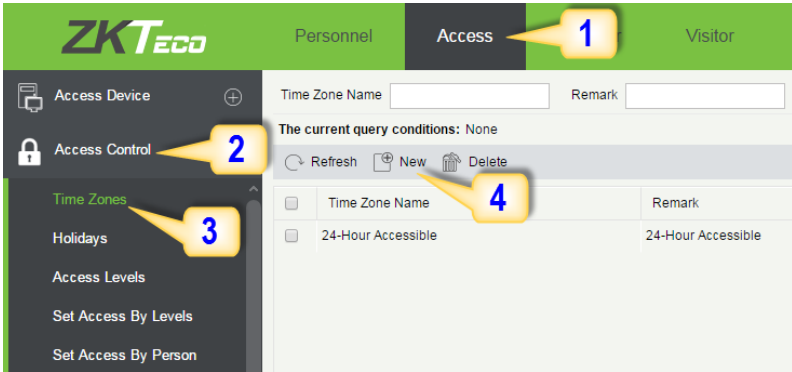 ZKTECO
Personnel Access 1 r Visitor
Access Device
Time Zone Name Remark
The current query conditions: None
Access Control 2
Refresh New Delete
Time Zones 3
4
Time Zone Name Remark
24-Hour Accessible 24-Hour Accessible
Holidays
Access Levels
Set Access By Levels
Set Access By Person